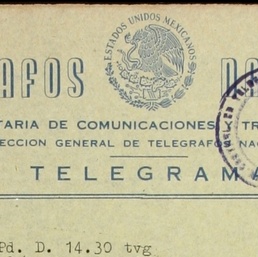 ESTADOS UNIDOS MEXICANOS
AFOS
TARIA DE COMUNICACIONES Y TR
ECCION GENERAL DE TELEGRAFOS NAC
TELEGRAMA
Pd. D. 14.30 tvg